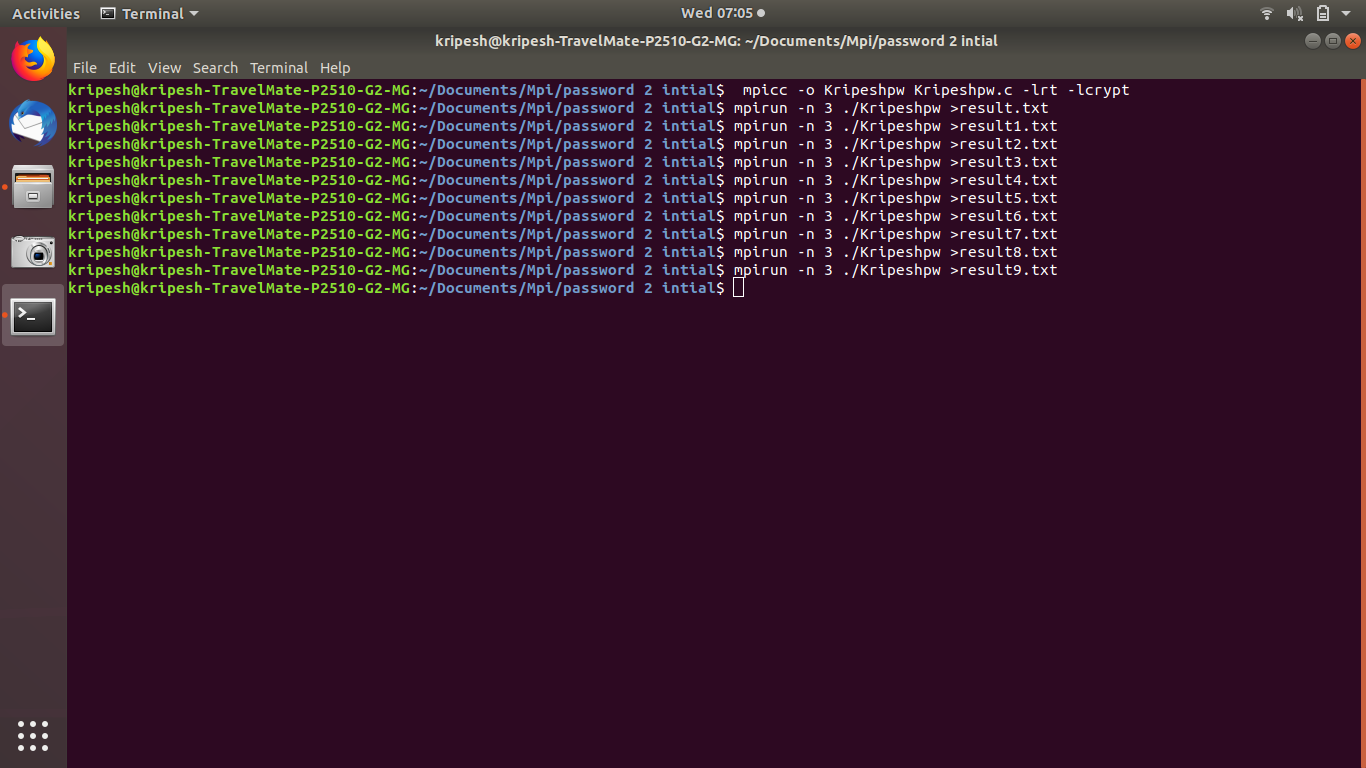 Activities Terminal Wed 07:05
kripesh@kripesh-TravelMate-P2510-G2-MG: ~/Documents/Mpi/password 2 intial
File Edit View Search Terminal Help
kripesh@kripesh-TravelMate-P2510-G2-MG:~/Documents/Mpi/password 2 intial$  mpicc -o Kripeshpw Kripeshpw.c -lrt -lcrypt
kripesh@kripesh-TravelMate-P2510-G2-MG:~/Documents/Mpi/password 2 intial$ mpirun -n 3 ./Kripeshpw >result.txt
kripesh@kripesh-TravelMate-P2510-G2-MG:~/Documents/Mpi/password 2 intial$ mpirun -n 3 ./Kripeshpw >result1.txt
kripesh@kripesh-TravelMate-P2510-G2-MG:~/Documents/Mpi/password 2 intial$ mpirun -n 3 ./Kripeshpw >result2.txt
kripesh@kripesh-TravelMate-P2510-G2-MG:~/Documents/Mpi/password 2 intial$ mpirun -n 3 ./Kripeshpw >result3.txt
kripesh@kripesh-TravelMate-P2510-G2-MG:~/Documents/Mpi/password 2 intial$ mpirun -n 3 ./Kripeshpw >result4.txt
kripesh@kripesh-TravelMate-P2510-G2-MG:~/Documents/Mpi/password 2 intial$ mpirun -n 3 ./Kripeshpw >result5.txt
kripesh@kripesh-TravelMate-P2510-G2-MG:~/Documents/Mpi/password 2 intial$ mpirun -n 3 ./Kripeshpw >result6.txt
kripesh@kripesh-TravelMate-P2510-G2-MG:~/Documents/Mpi/password 2 intial$ mpirun -n 3 ./Kripeshpw >result7.txt
kripesh@kripesh-TravelMate-P2510-G2-MG:~/Documents/Mpi/password 2 intial$ mpirun -n 3 ./Kripeshpw >result8.txt
kripesh@kripesh-TravelMate-P2510-G2-MG:~/Documents/Mpi/password 2 intial$ mpirun -n 3 ./Kripeshpw >result9.txt
kripesh@kripesh-TravelMate-P2510-G2-MG:~/Documents/Mpi/password 2 intial$